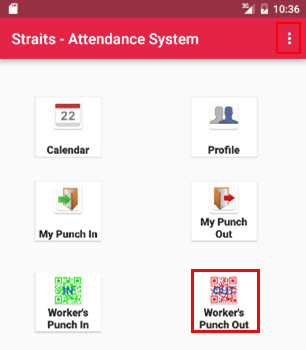 3G 10:36
Straits - Attendance System
22
Calendar
Profile
My Punch In
My Punch
Out
IN
Worker's
Punch In
OUT
Worker's
Punch Out